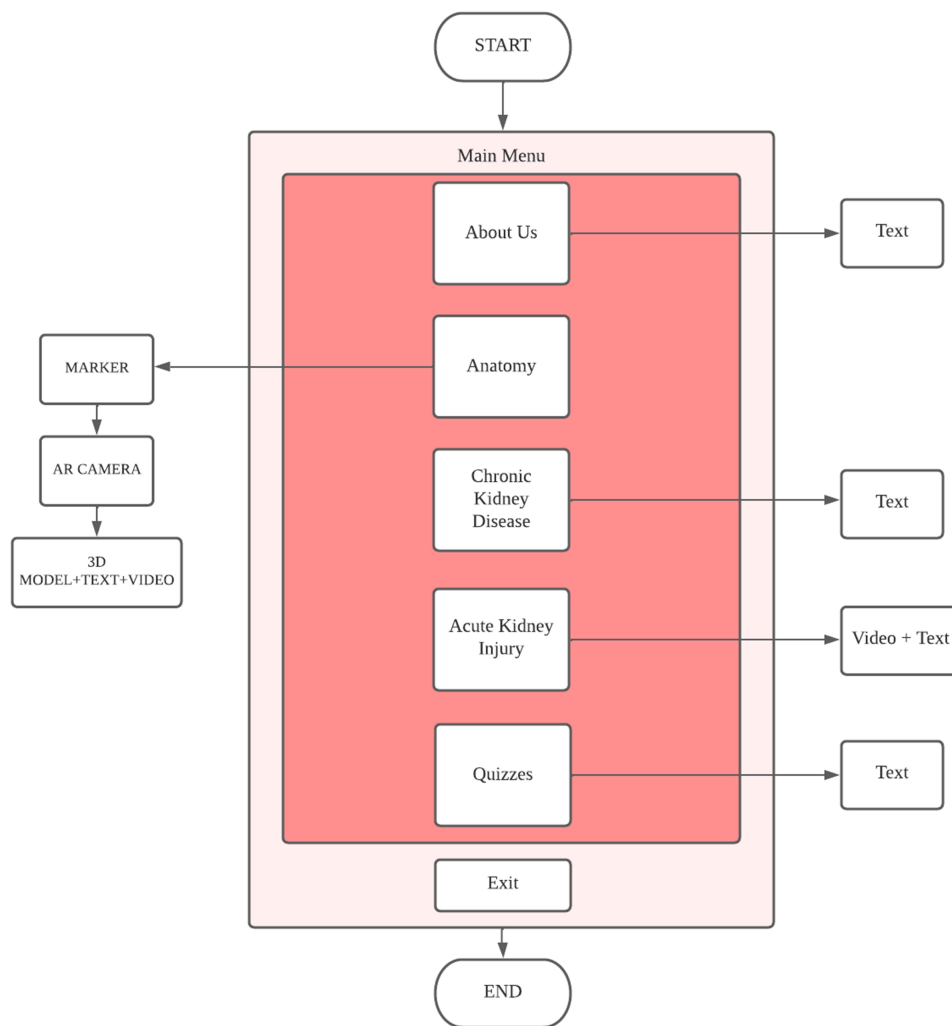 START
Main Menu
About Us
Text
Anatomy
MARKER
AR CAMERA
3D
MODEL+TEXT+VIDEO
Chronic
Kidney
Disease
Text
Acute Kidney
Injury
Video + Text
Quizzes
Text
Exit
END